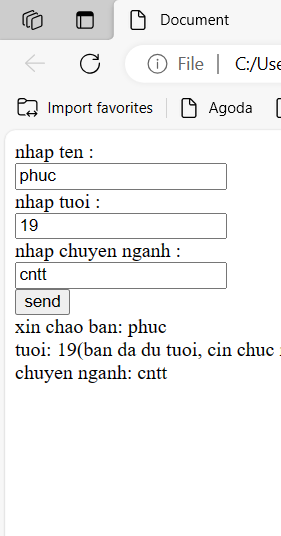 Document
File | C:/Use
Import favorites
Agoda
nhap ten :
phuc
nhap tuoi :
19
nhap chuyen nganh :
cntt
send
xin chao ban: phuc
tuoi: 19(ban da du tuoi, cin chuc
chuyen nganh: cntt